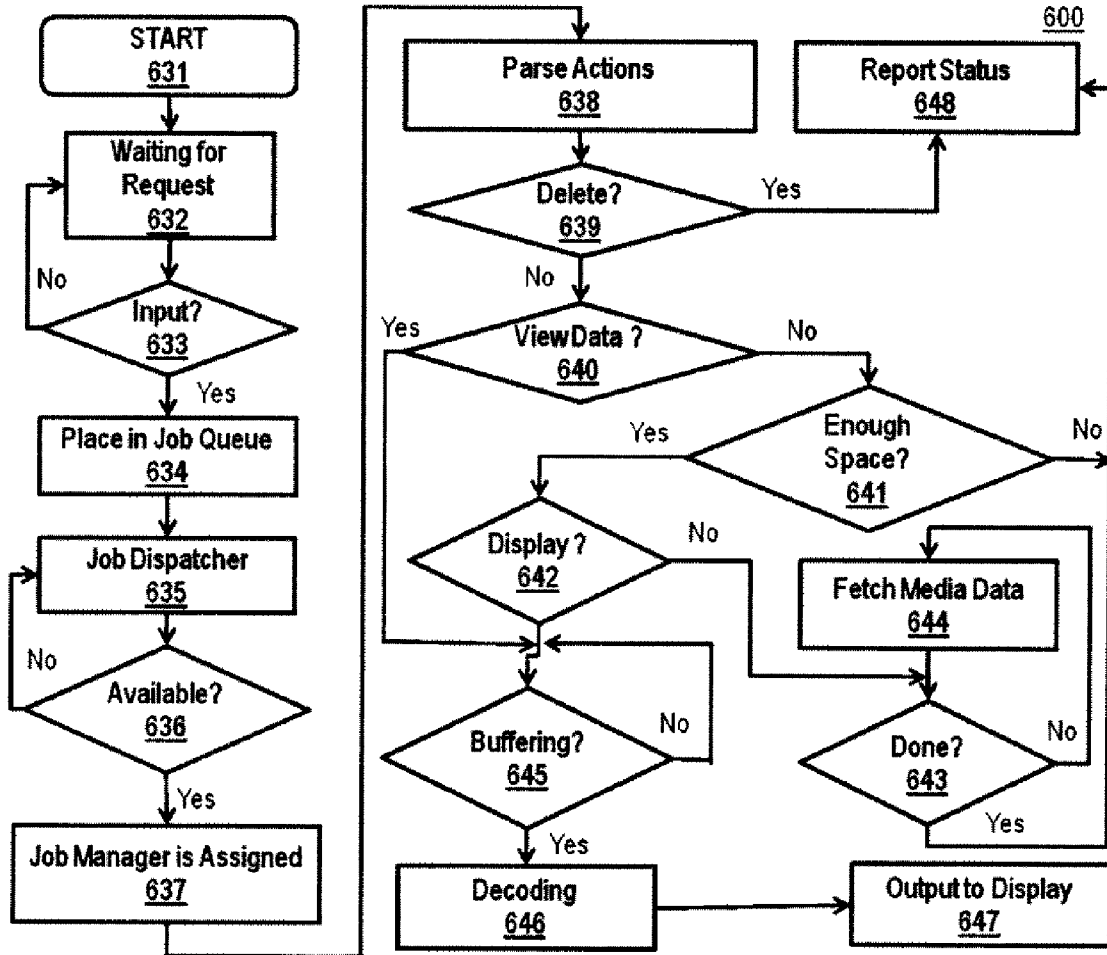 600
START
631
Waiting for
Request
632
No
Input?
633
Yes
Place in Job Queue
634
Job Dispatcher
635
No
Available?
636
Yes
Job Manager is Assigned
637
Parse Actions
638
Report Status
648
Delete?
639
Yes
No
View Data ?
640
Yes
No
Enough
Space?
641
Yes
No
Display ?
642
No
Fetch Media Data
644
Buffering?
645
No
Done?
643
No
Yes
Yes
Decoding
646
Output to Display
647